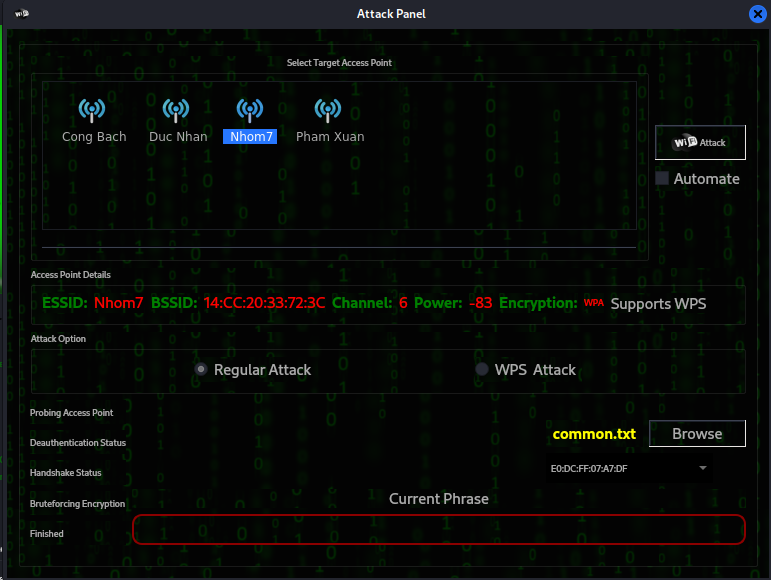 Attack Panel
Select Target Access Point
Cong Bach Duc Nhan Nhom7 Pham Xuan
WiFi Attack
Automate
Access Point Details
ESSID: Nhom7 BSSID: 14:CC:20:33:72:3C Channel: 6 Power: -83 Encryption: WPA Supports WPS
Attack Option
Regular Attack WPS Attack
Probing Access Point
common.txt Browse
Deauthentication Status
E0:DC:FF:07:A7:DF
Handshake Status
Current Phrase
Bruteforcing Encryption
Finished